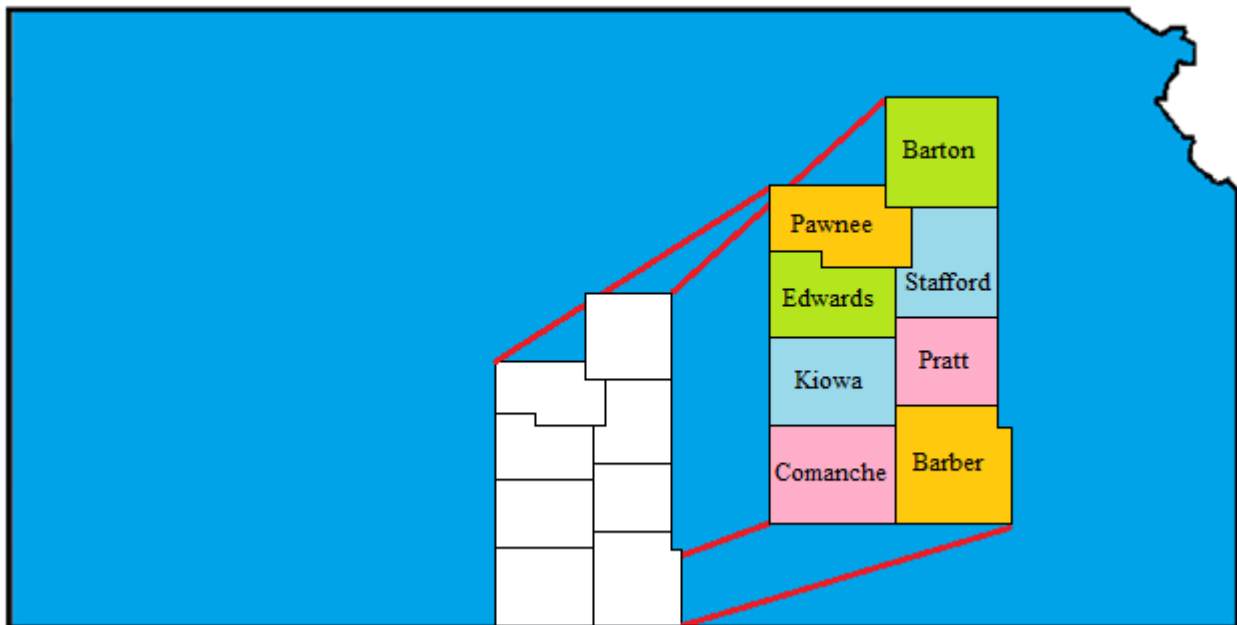 Barton
Pawnee
Stafford
Edwards
Pratt
Kiowa
Barber
Comanche